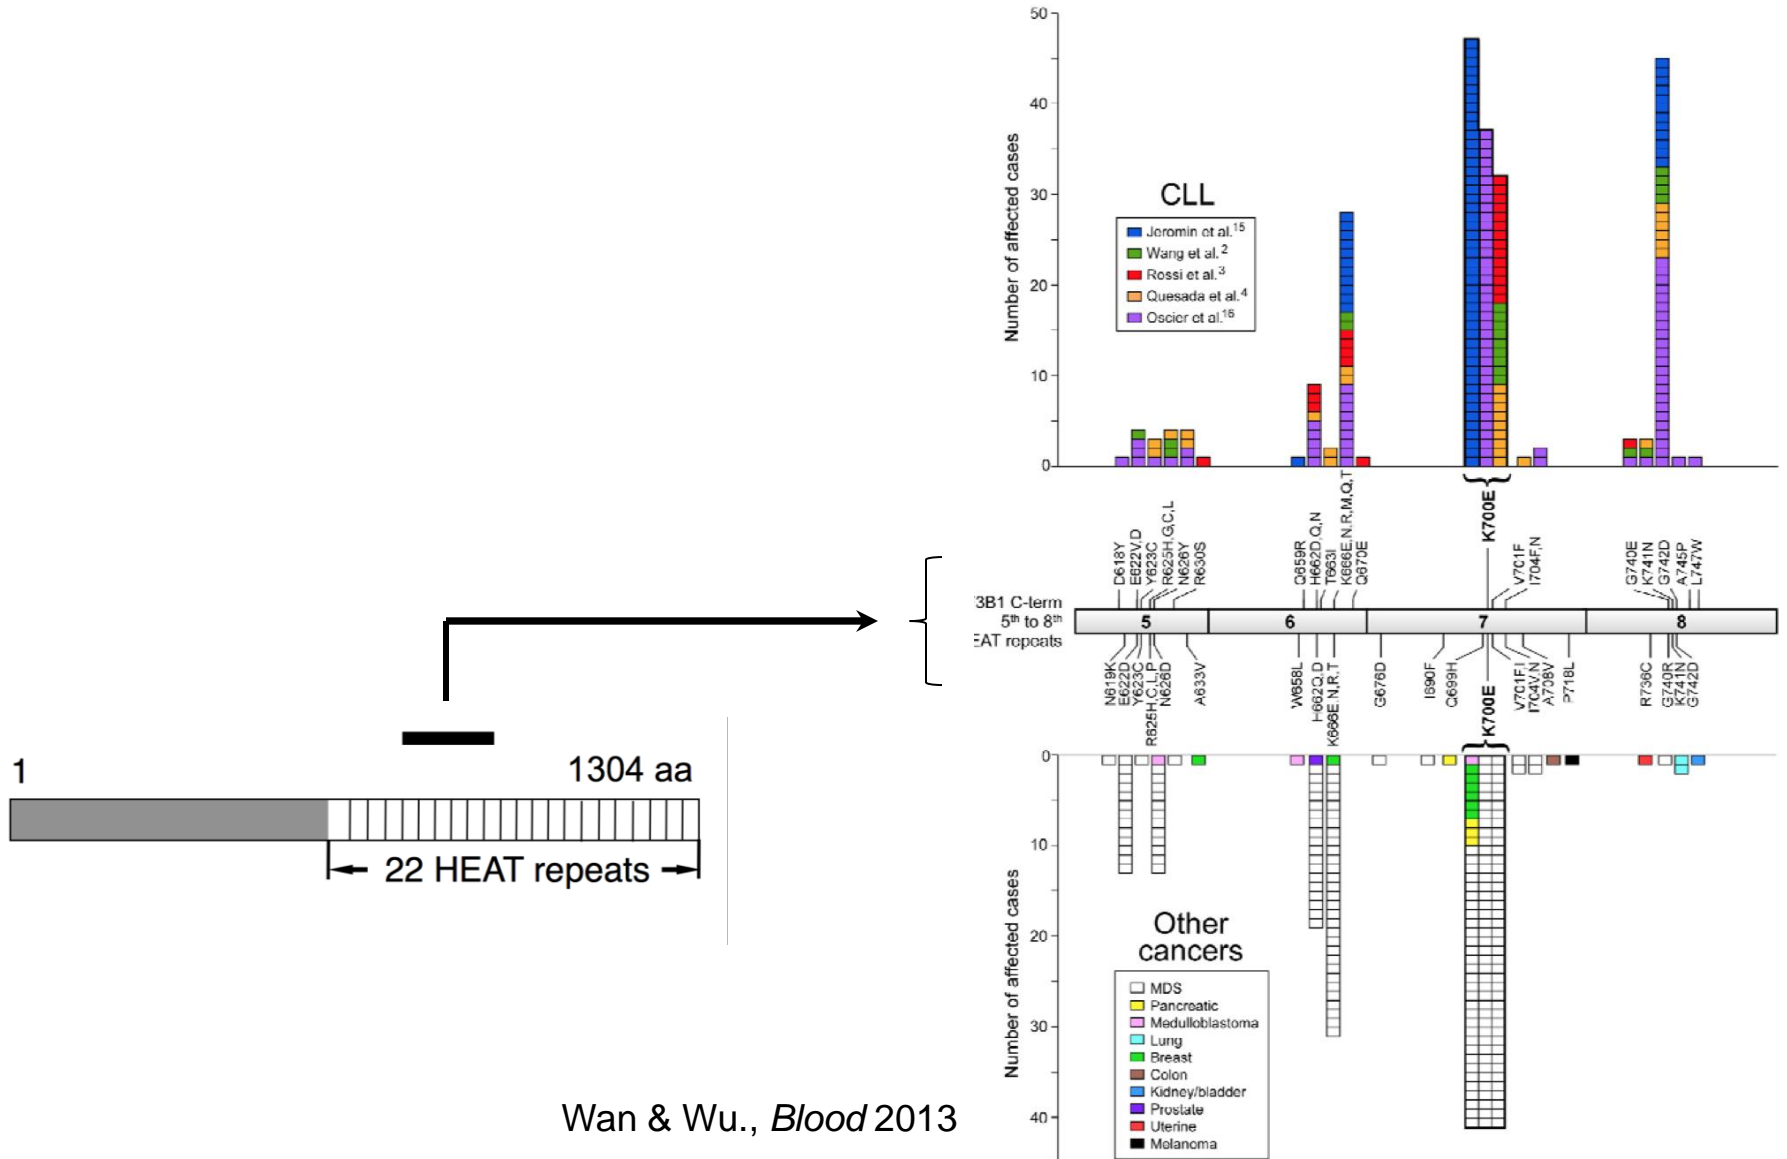 50
40
30
20
10
0
Number of affected cases
CLL
Jeromin et al.15
Wang et al.2
Rossi et al.3
Quesada et al.4
Oscier et al.16
D618Y
E622V,D
Y623C
R625H,G,C,L
N626Y
R630S
Q659R
H662D,Q,N
T663I
K666E,N,R,M,Q,T
Q670E
K700E
V701F
I704F,N
G740E
K741N
G742D
A745P
L747W
3B1 C-term
5th to 8th
EAT repeats
5
6
7
8
N619K
E622D
Y623C
R625H,C,L,P
N626D
A633V
W658L
H662Q,D
K666E,N,R,T
G676D
I690F
Q699H
K700E
V701F,I
I704V,N
A708V
P718L
R736C
G740R
K741N
G742D
0
10
20
30
40
Number of affected cases
Other
cancers
MDS
Pancreatic
Medulloblastoma
Lung
Breast
Colon
Kidney/bladder
Prostate
Uterine
Melanoma
1
1304 aa
22 HEAT repeats
Wan & Wu., Blood 2013